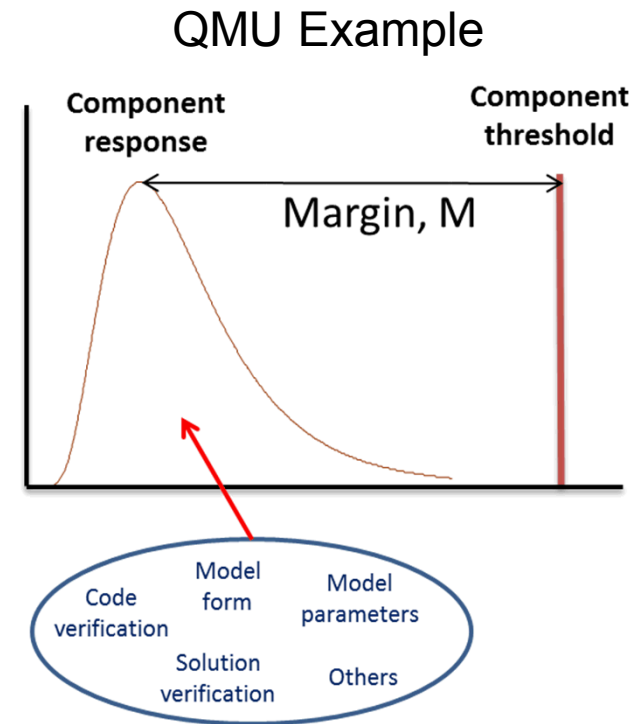 QMU Example
Component
response
Component
threshold
Margin, M
Code
verification
Model
form
Model
parameters
Solution
verification
Others